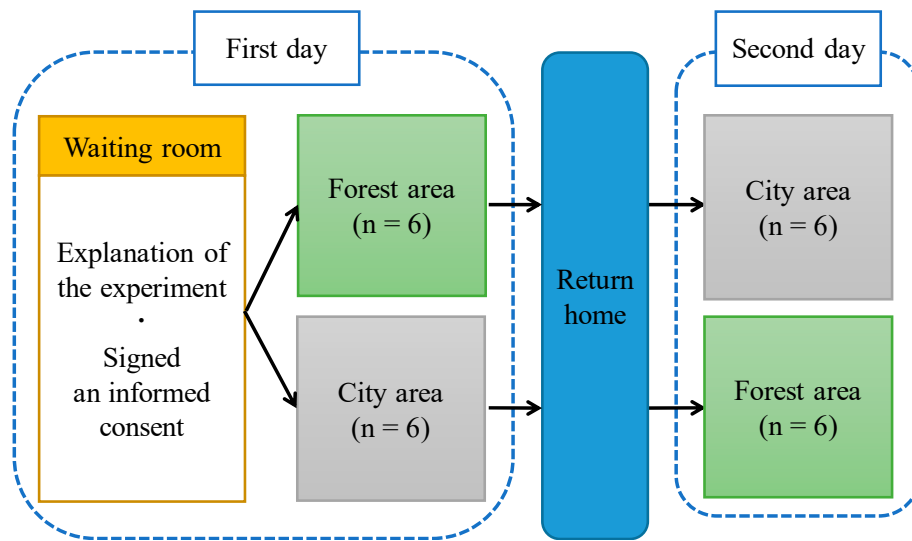 First day
Waiting room
Explanation of
the experiment
·
Signed
an informed
consent
Forest area
(n = 6)
City area
(n = 6)
Return
home
Second day
City area
(n = 6)
Forest area
(n = 6)